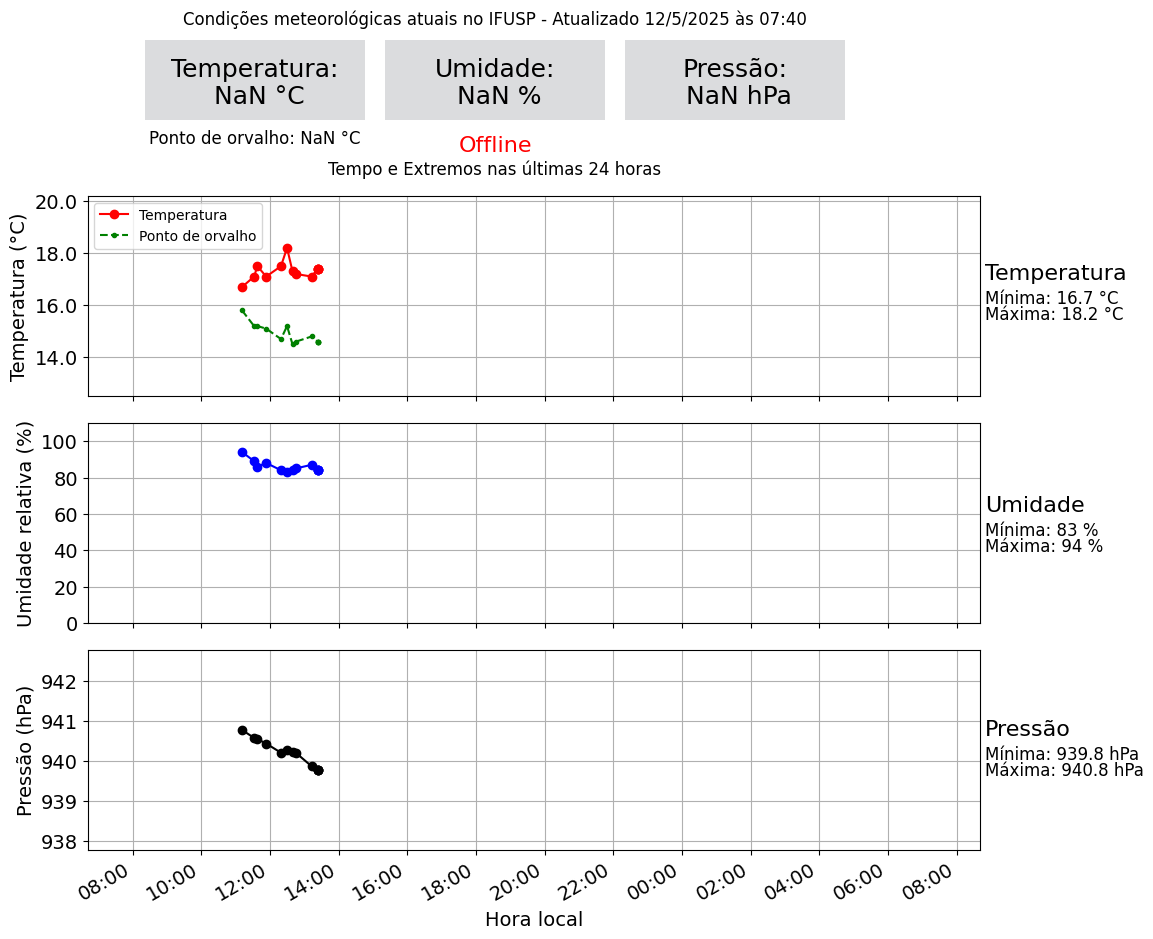 Condições meteorológicas atuais no IFUSP - Atualizado 12/5/2025 às 07:40
Temperatura:
NaN °C
Umidade:
NaN %
Pressão:
NaN hPa
Ponto de orvalho: NaN °C
Offline
Tempo e Extremos nas últimas 24 horas
Temperatura (°C)
20.0
18.0
16.0
14.0
Temperatura
Ponto de orvalho
Temperatura
Mínima: 16.7 °C
Máxima: 18.2 °C
Umidade relativa (%)
100
80
60
40
20
0
Umidade
Mínima: 83 %
Máxima: 94 %
Pressão (hPa)
942
941
940
939
938
Pressão
Mínima: 939.8 hPa
Máxima: 940.8 hPa
08:00 10:00 12:00 14:00 16:00 18:00 20:00 22:00 00:00 02:00 04:00 06:00 08:00
Hora local